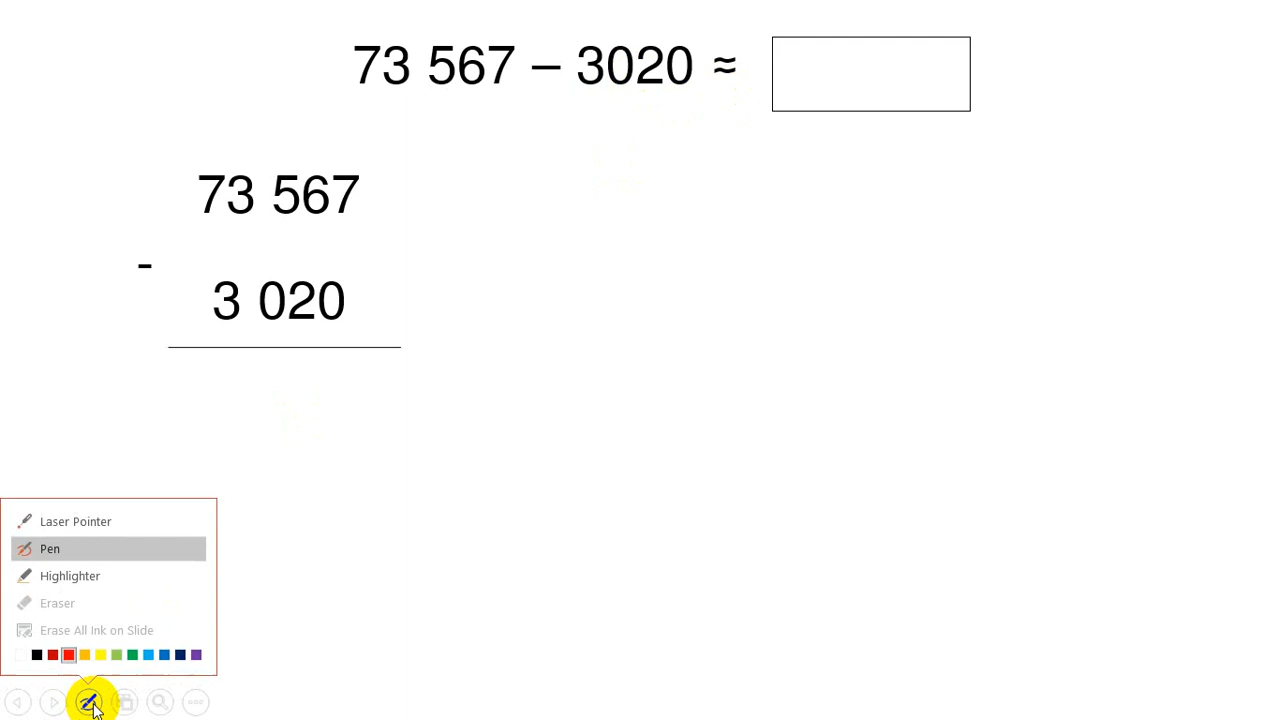 73 567 – 3020 ≈
73 567
-
3 020
Laser Pointer
Pen
Highlighter
Eraser
Erase All Ink on Slide